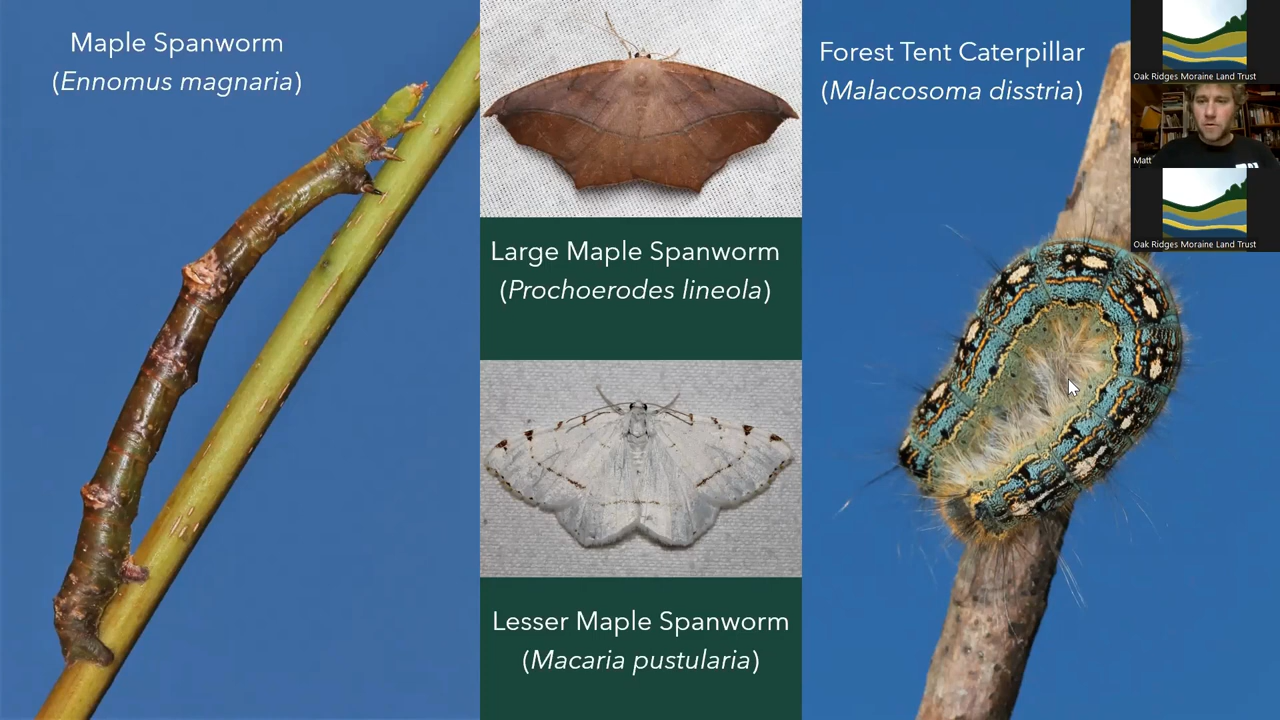 Maple Spanworm
(Ennomus magnaria)
Large Maple Spanworm
(Prochoerodes lineola)
Lesser Maple Spanworm
(Macaria pustularia)
Forest Tent Caterpillar
(Malacosoma disstria)
Oak Ridges Moraine Land Trust
Matt
Oak Ridges Moraine Land Trust